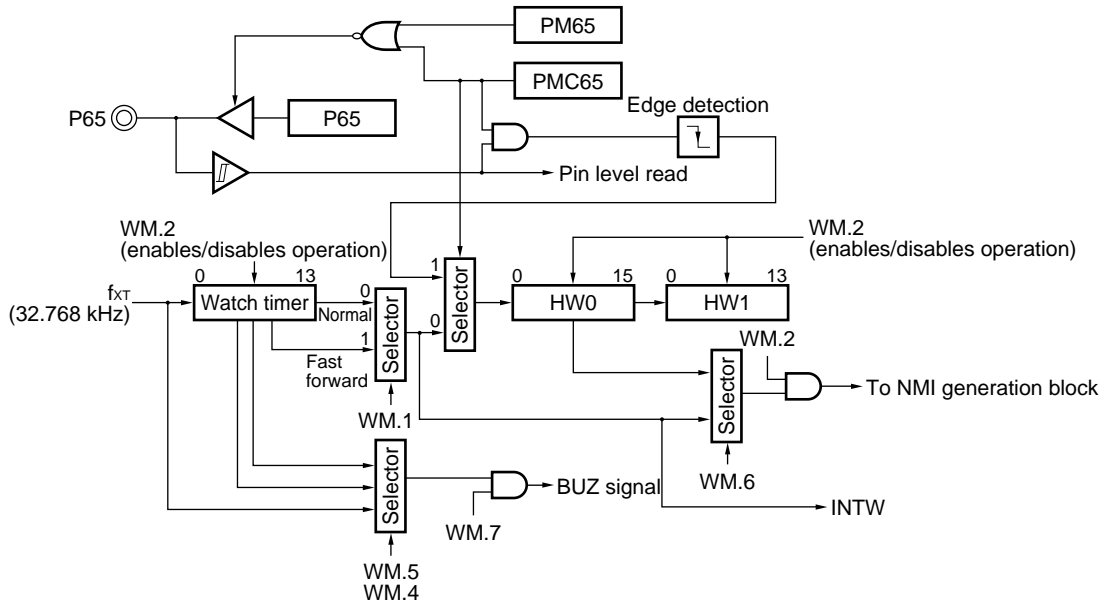 PM65
PMC65
Edge detection
P65
P65
Pin level read
WM.2
(enables/disables operation)
WM.2
(enables/disables operation)
0 13
1
0 15
0 13
fXT
(32.768 kHz)
Watch timer
0
Normal
Selector
0
Selector
HW0
HW1
1
Fast
forward
WM.1
WM.2
Selector
To NMI generation block
WM.6
Selector
BUZ signal
WM.7
INTW
WM.5
WM.4